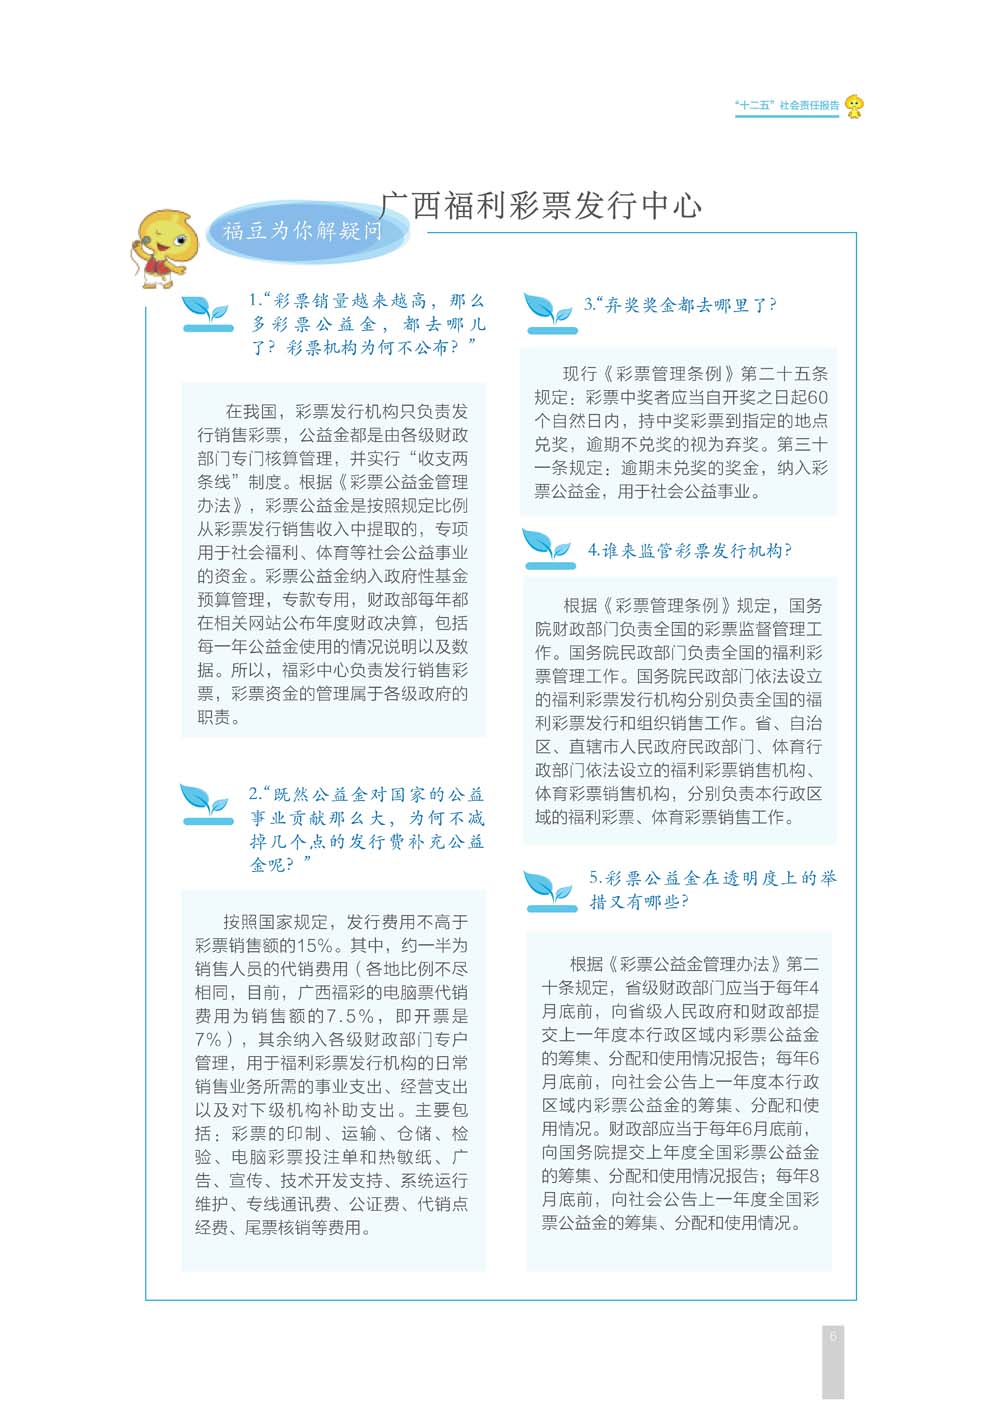 “十二五”社会责任报告
广西福利彩票发行中心
福豆为你解疑问
1.“彩票销量越来越高，那么
多彩票公益金，都去哪儿
了？彩票机构为何不公布？”
在我国，彩票发行机构只负责发
行销售彩票，公益金都是由各级财政
部门专门核算管理，并实行“收支两
条线”制度。根据《彩票公益金管理
办法》，彩票公益金是按照规定比例
从彩票发行销售收入中提取的，专项
用于社会福利、体育等社会公益事业
的资金。彩票公益金纳入政府性基金
预算管理，专款专用，财政部每年都
在相关网站公布年度财政决算，包括
每一年公益金使用的情况说明以及数
据。所以，福彩中心负责发行销售彩
票，彩票资金的管理属于各级政府的
职责。
2.“既然公益金对国家的公益
事业贡献那么大，为何不减
掉几个点的发行费补充公益
金呢？”
按照国家规定，发行费用不高于
彩票销售额的15%。其中，约一半为
销售人员的代销费用（各地比例不尽
相同，目前，广西福彩的电脑票代销
费用为销售额的7.5%，即开票是
7%），其余纳入各级财政部门专户
管理，用于福利彩票发行机构的日常
销售业务所需的事业支出、经营支出
以及对下级机构补助支出。主要包
括：彩票的印制、运输、仓储、检
验、电脑彩票投注单和热敏纸、广
告、宣传、技术开发支持、系统运行
维护、专线通讯费、公证费、代销点
经费、尾票核销等费用。
3.“弃奖奖金都去哪里了？
现行《彩票管理条例》第二十五条
规定：彩票中奖者应当自开奖之日起60
个自然日内，持中奖彩票到指定的地点
兑奖，逾期不兑奖的视为弃奖。第三十
一条规定：逾期未兑奖的奖金，纳入彩
票公益金，用于社会公益事业。
4.谁来监管彩票发行机构？
根据《彩票管理条例》规定，国务
院财政部门负责全国的彩票监督管理工
作。国务院民政部门负责全国的福利彩
票管理工作。国务院民政部门依法设立
的福利彩票发行机构分别负责全国的福
利彩票发行和组织销售工作。省、自治
区、直辖市人民政府民政部门、体育行
政部门依法设立的福利彩票销售机构、
体育彩票销售机构，分别负责本行政区
域的福利彩票、体育彩票销售工作。
5.彩票公益金在透明度上的举
措又有哪些？
根据《彩票公益金管理办法》第二
十条规定，省级财政部门应当于每年4
月底前，向省级人民政府和财政部提
交上一年度本行政区域内彩票公益金
的筹集、分配和使用情况报告；每年6
月底前，向社会公告上一年度本行政
区域内彩票公益金的筹集、分配和使
用情况。财政部应当于每年6月底前，
向国务院提交上年度全国彩票公益金
的筹集、分配和使用情况报告；每年8
月底前，向社会公告上一年度全国彩
票公益金的筹集、分配和使用情况。
6